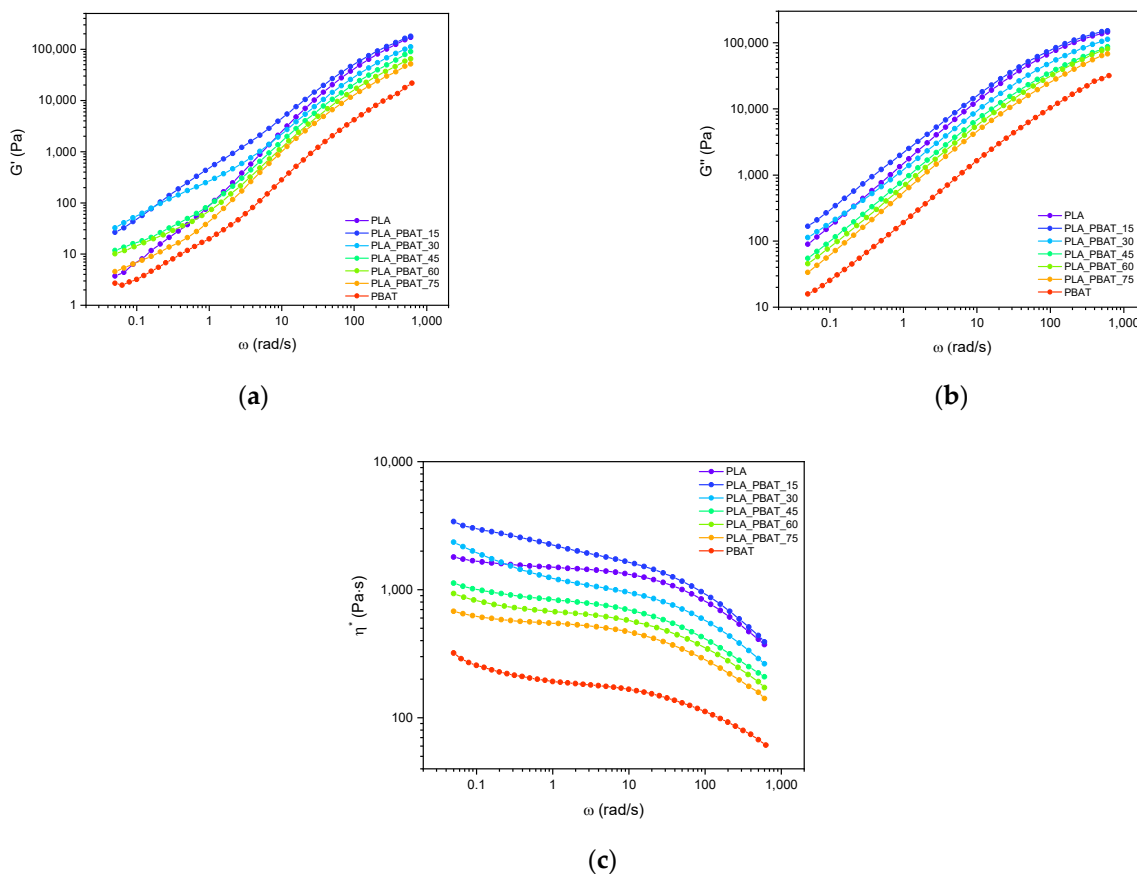 100,000
10,000
1,000
100
10
1
G' (Pa)
PLA
PLA_PBAT_15
PLA_PBAT_30
PLA_PBAT_45
PLA_PBAT_60
PLA_PBAT_75
PBAT
0.1 1 10 100 1,000
ω (rad/s)
(a)
100,000
10,000
1,000
100
10
G'' (Pa)
PLA
PLA_PBAT_15
PLA_PBAT_30
PLA_PBAT_45
PLA_PBAT_60
PLA_PBAT_75
PBAT
0.1 1 10 100 1,000
ω (rad/s)
(b)
10,000
1,000
100
η* (Pa·s)
PLA
PLA_PBAT_15
PLA_PBAT_30
PLA_PBAT_45
PLA_PBAT_60
PLA_PBAT_75
PBAT
0.1 1 10 100 1,000
ω (rad/s)
(c)